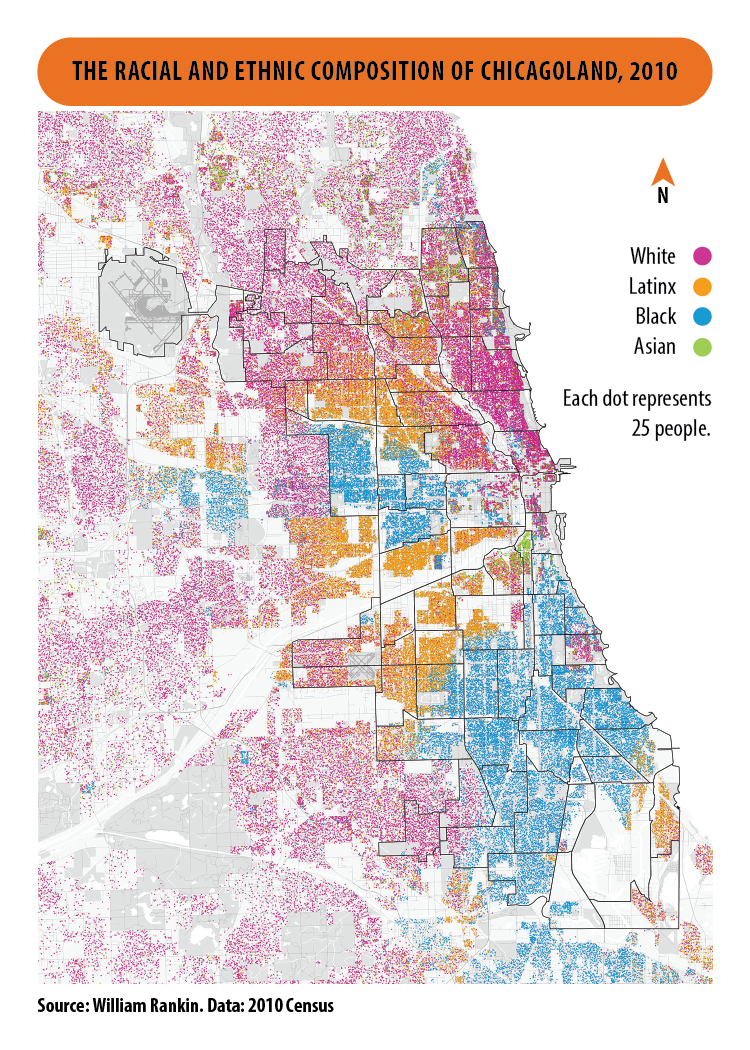 THE RACIAL AND ETHNIC COMPOSITION OF CHICAGOLAND, 2010
N
White
Latinx
Black
Asian
Each dot represents
25 people.
Source: William Rankin. Data: 2010 Census